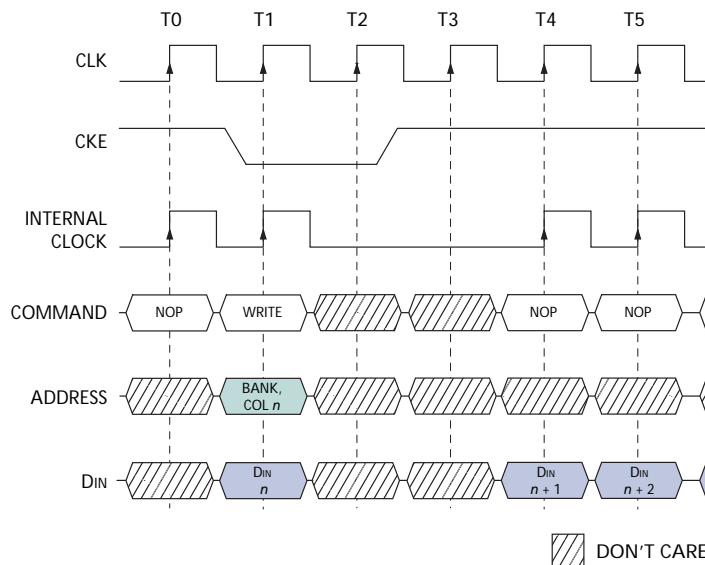 T0 T1 T2 T3 T4 T5
CLK
CKE
INTERNAL
CLOCK
COMMAND
NOP WRITE NOP NOP
ADDRESS
BANK,
COL n
DIN
DIN
n
DIN
n + 1
DIN
n + 2
DON'T CARE